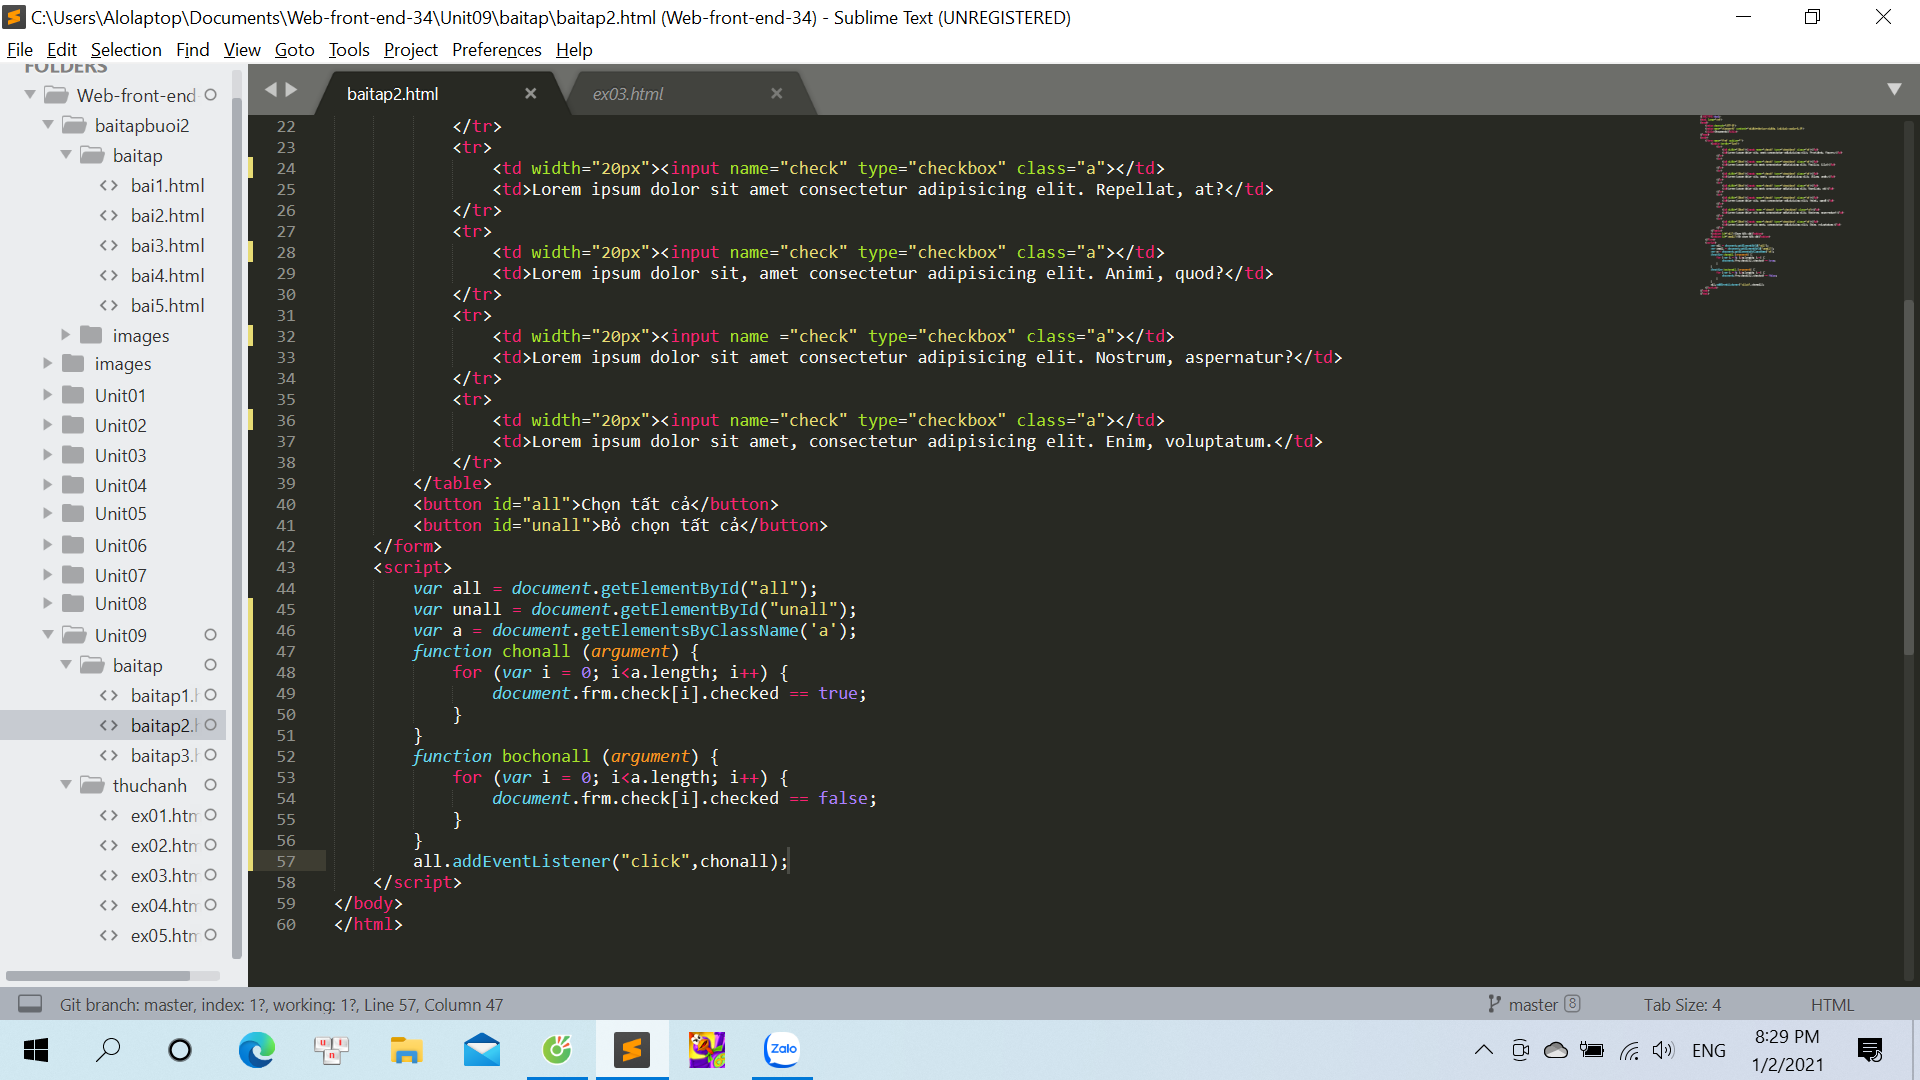 C:\Users\Alolaptop\Documents\Web-front-end-34\Unit09\baitap\baitap2.html (Web-front-end-34) - Sublime Text (UNREGISTERED)
File Edit Selection Find View Goto Tools Project Preferences Help
FOLDERS
Web-front-end
baitapbuoi2
baitap
bai1.html
bai2.html
bai3.html
bai4.html
bai5.html
images
images
Unit01
Unit02
Unit03
Unit04
Unit05
Unit06
Unit07
Unit08
Unit09
baitap
baitap1.h
baitap2.h
baitap3.h
thuchanh
ex01.htm
ex02.htm
ex03.htm
ex04.htm
ex05.htm
baitap2.html ex03.html
22 </tr>
23 <tr>
24 <td width="20px"><input name="check" type="checkbox" class="a"></td>
25 <td>Lorem ipsum dolor sit amet consectetur adipisicing elit. Repellat, at?</td>
26 </tr>
27 <tr>
28 <td width="20px"><input name="check" type="checkbox" class="a"></td>
29 <td>Lorem ipsum dolor sit, amet consectetur adipisicing elit. Animi, quod?</td>
30 </tr>
31 <tr>
32 <td width="20px"><input name ="check" type="checkbox" class="a"></td>
33 <td>Lorem ipsum dolor sit amet consectetur adipisicing elit. Nostrum, aspernatur?</td>
34 </tr>
35 <tr>
36 <td width="20px"><input name="check" type="checkbox" class="a"></td>
37 <td>Lorem ipsum dolor sit amet, consectetur adipisicing elit. Enim, voluptatum.</td>
38 </tr>
39 </table>
40 <button id="all">Chọn tất cả</button>
41 <button id="unall">Bỏ chọn tất cả</button>
42 </form>
43 <script>
44 var all = document.getElementById("all");
45 var unall = document.getElementById("unall");
46 var a = document.getElementsByClassName('a');
47 function chonall (argument) {
48 for (var i = 0; i<a.length; i++) {
49 document.frm.check[i].checked == true;
50 }
51 }
52 function bochonall (argument) {
53 for (var i = 0; i<a.length; i++) {
54 document.frm.check[i].checked == false;
55 }
56 }
57 all.addEventListener("click",chonall);
58 </script>
59 </body>
60 </html>
Git branch: master, index: 1?, working: 1?, Line 57, Column 47
master 8
Tab Size: 4
HTML
Zalo
ENG
8:29 PM
1/2/2021